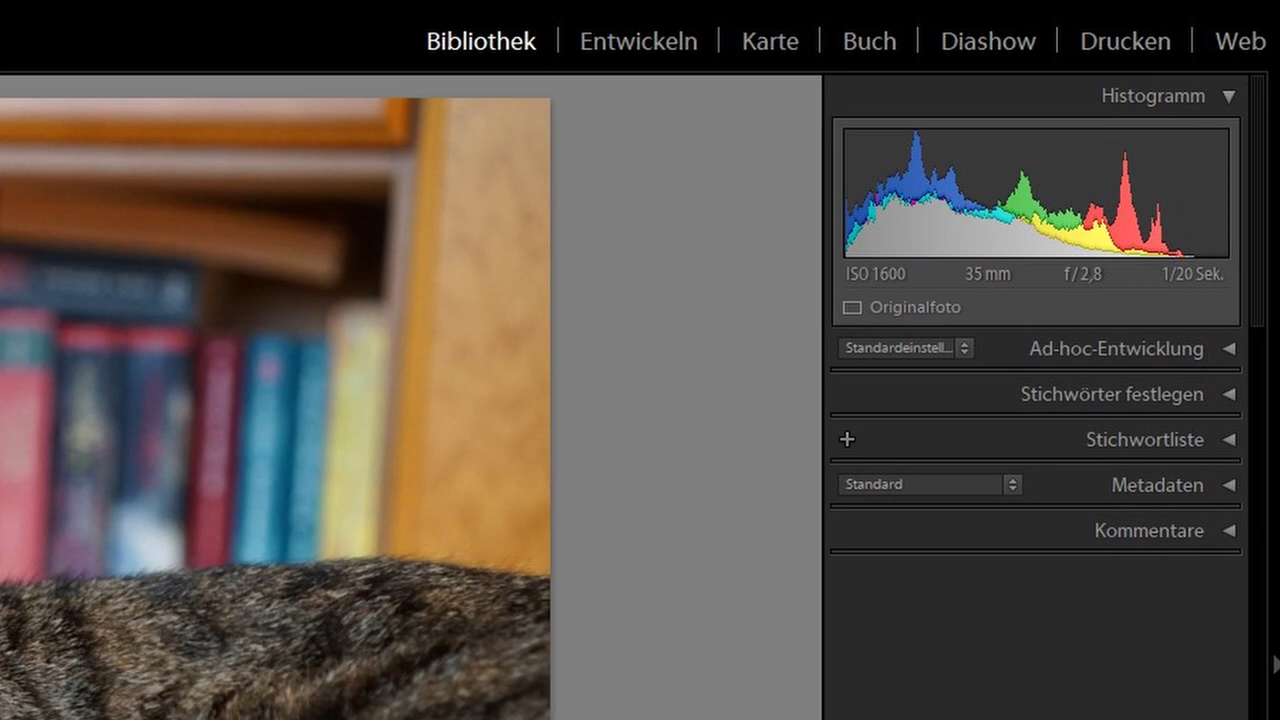 Bibliothek | Entwickeln | Karte | Buch | Diashow | Drucken | Web
Histogramm
ISO 1600 35 mm f / 2,8 1/20 Sek.
Originalfoto
Standardeinstell... Ad-hoc-Entwicklung
Stichwörter festlegen
+ Stichwortliste
Standard Metadaten
Kommentare